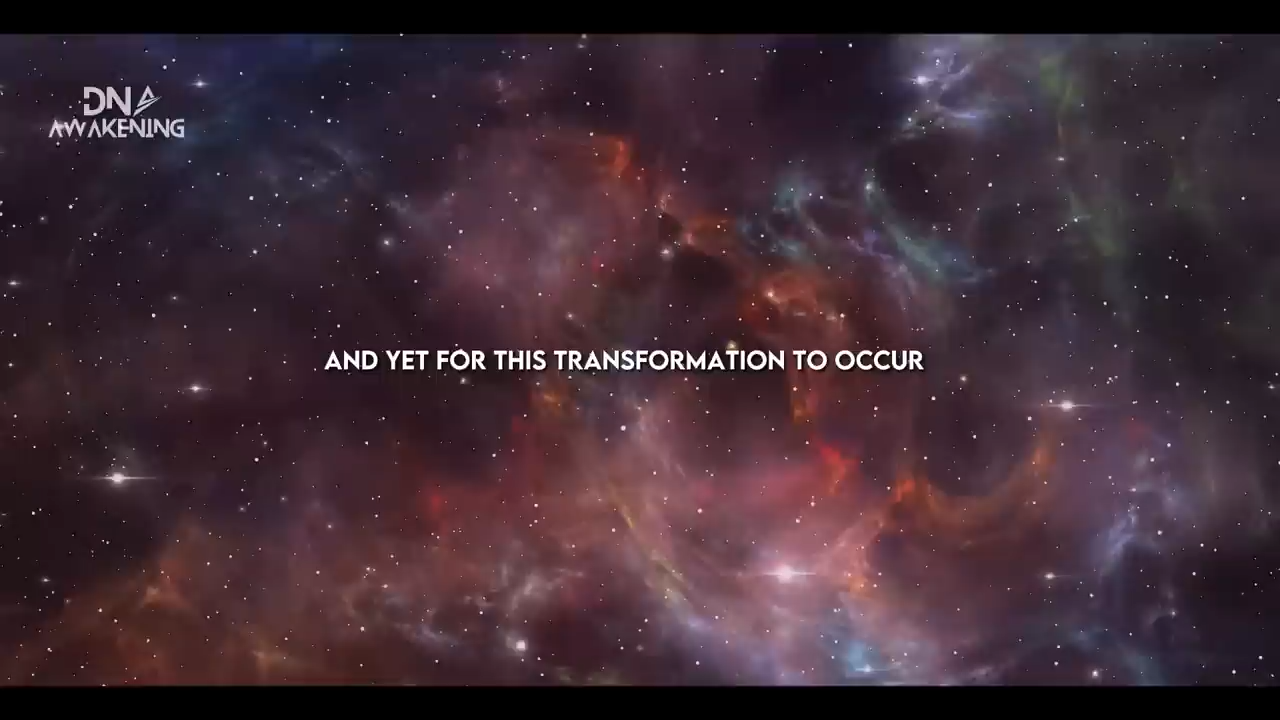 DNA
AWAKENING
AND YET FOR THIS TRANSFORMATION TO OCCUR